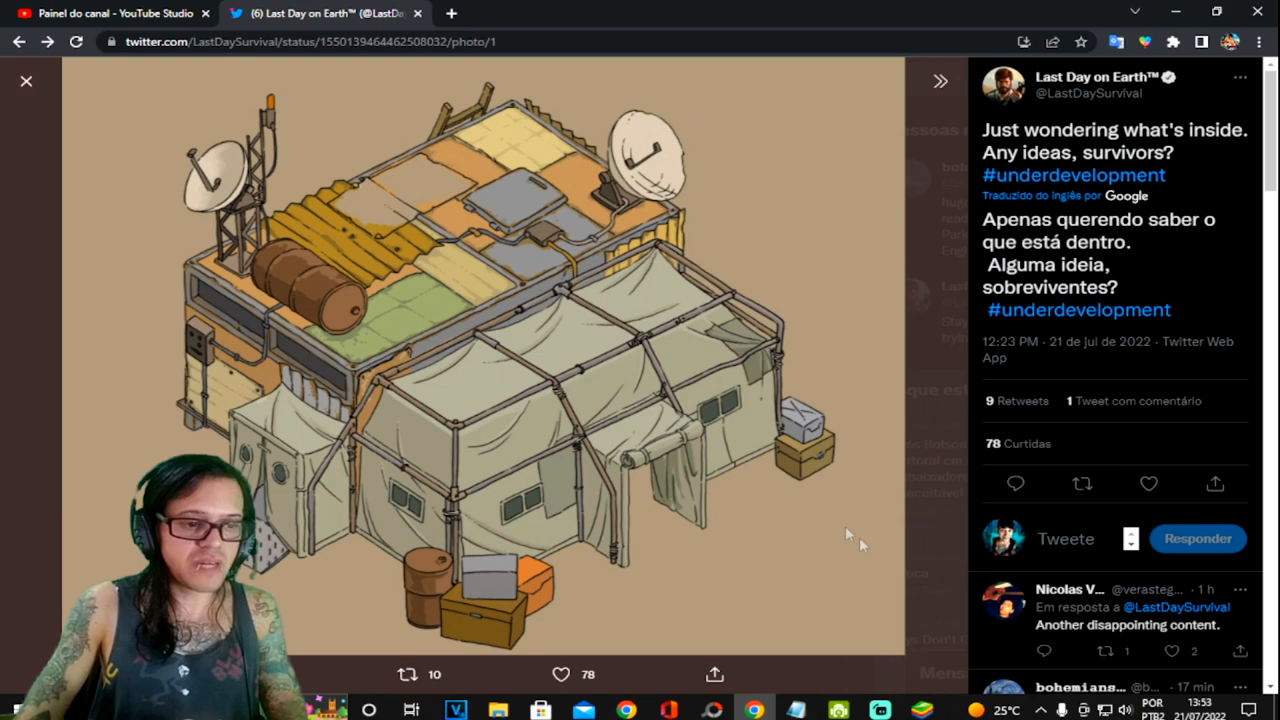 Painel do canal - YouTube Studio
(6) Last Day on Earth™ (@LastDa
twitter.com/LastDaySurvival/status/1550139464462508032/photo/1
Last Day on Earth™
@LastDaySurvival
Just wondering what's inside.
Any ideas, survivors?
#underdevelopment
Traduzido do inglês por Google
Apenas querendo saber o
que está dentro.
Alguma ideia,
sobreviventes?
#underdevelopment
12:23 PM · 21 de jul de 2022 · Twitter Web
App
9 Retweets 1 Tweet com comentário
78 Curtidas
Tweete
Responder
Nicolas V... @verasteg... · 1 h
Em resposta a @LastDaySurvival
Another disappointing content.
1 2
bohemians... @b... · 17 min
10 78
25°C
POR
PTB2
13:53
21/07/2022